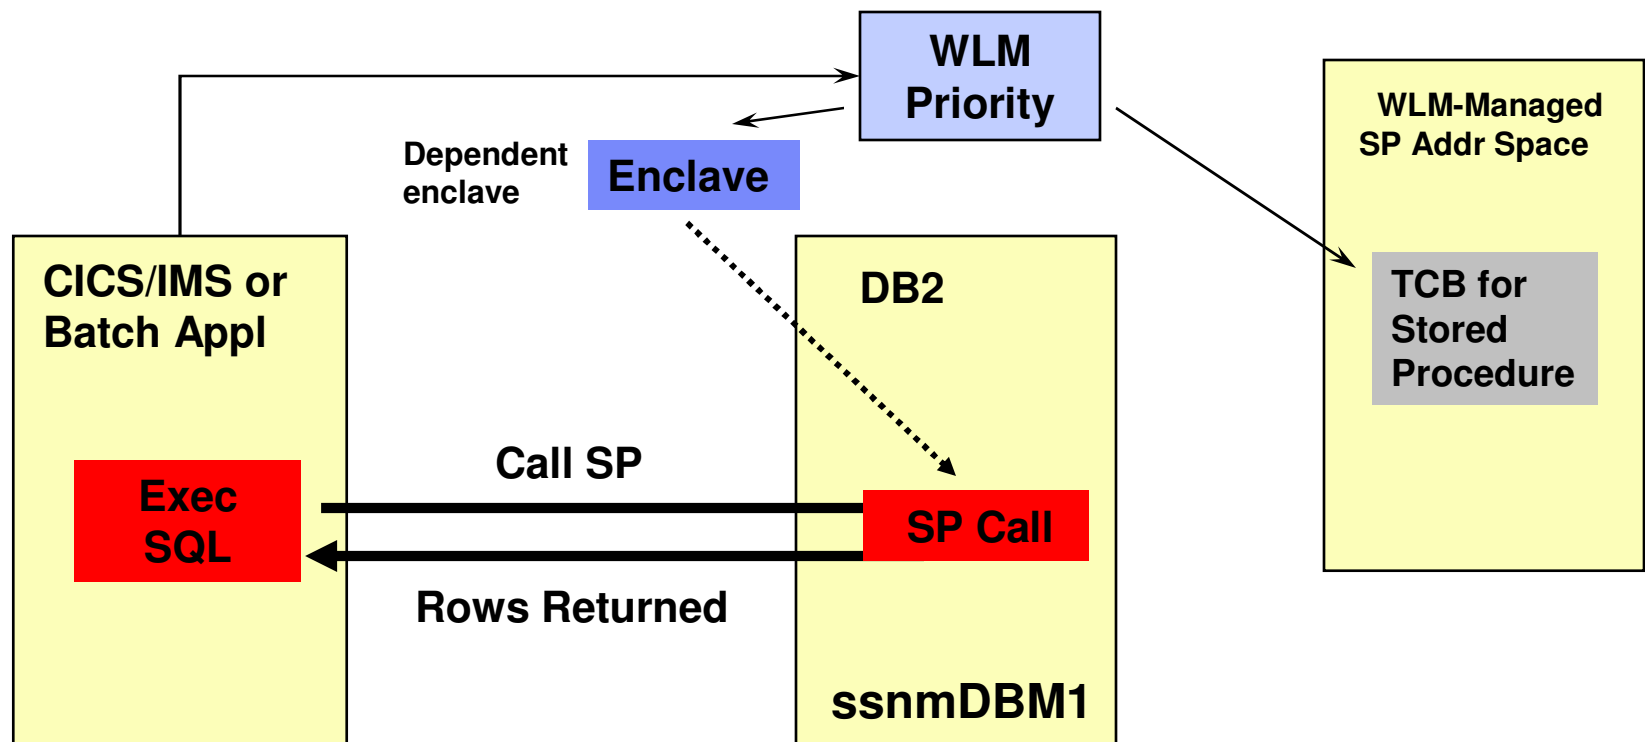 WLM
Priority
WLM-Managed
SP Addr Space
Dependent
enclave
Enclave
CICS/IMS or
Batch Appl
DB2
TCB for
Stored
Procedure
Call SP
Exec
SQL
SP Call
Rows Returned
ssnmDBM1